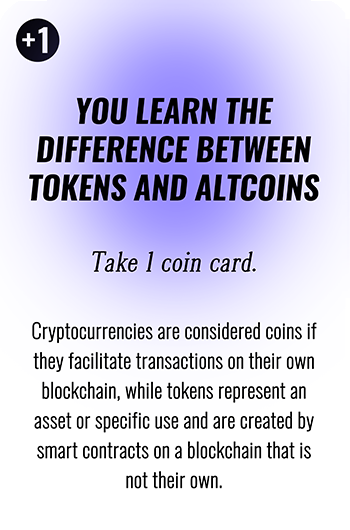 +1
YOU LEARN THE
DIFFERENCE BETWEEN
TOKENS AND ALTCOINS
Take 1 coin card.
Cryptocurrencies are considered coins if
they facilitate transactions on their own
blockchain, while tokens represent an
asset or specific use and are created by
smart contracts on a blockchain that is
not their own.